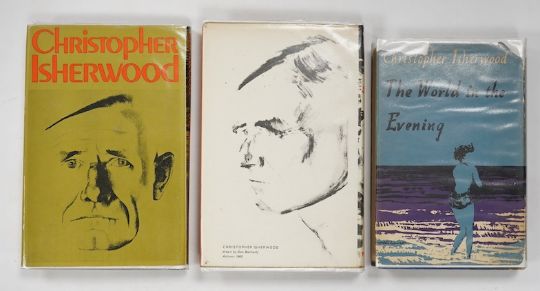 Christopher
Isherwood
CHRISTOPHER ISHERWOOD
Christopher Isherwood
The World in the
Evening